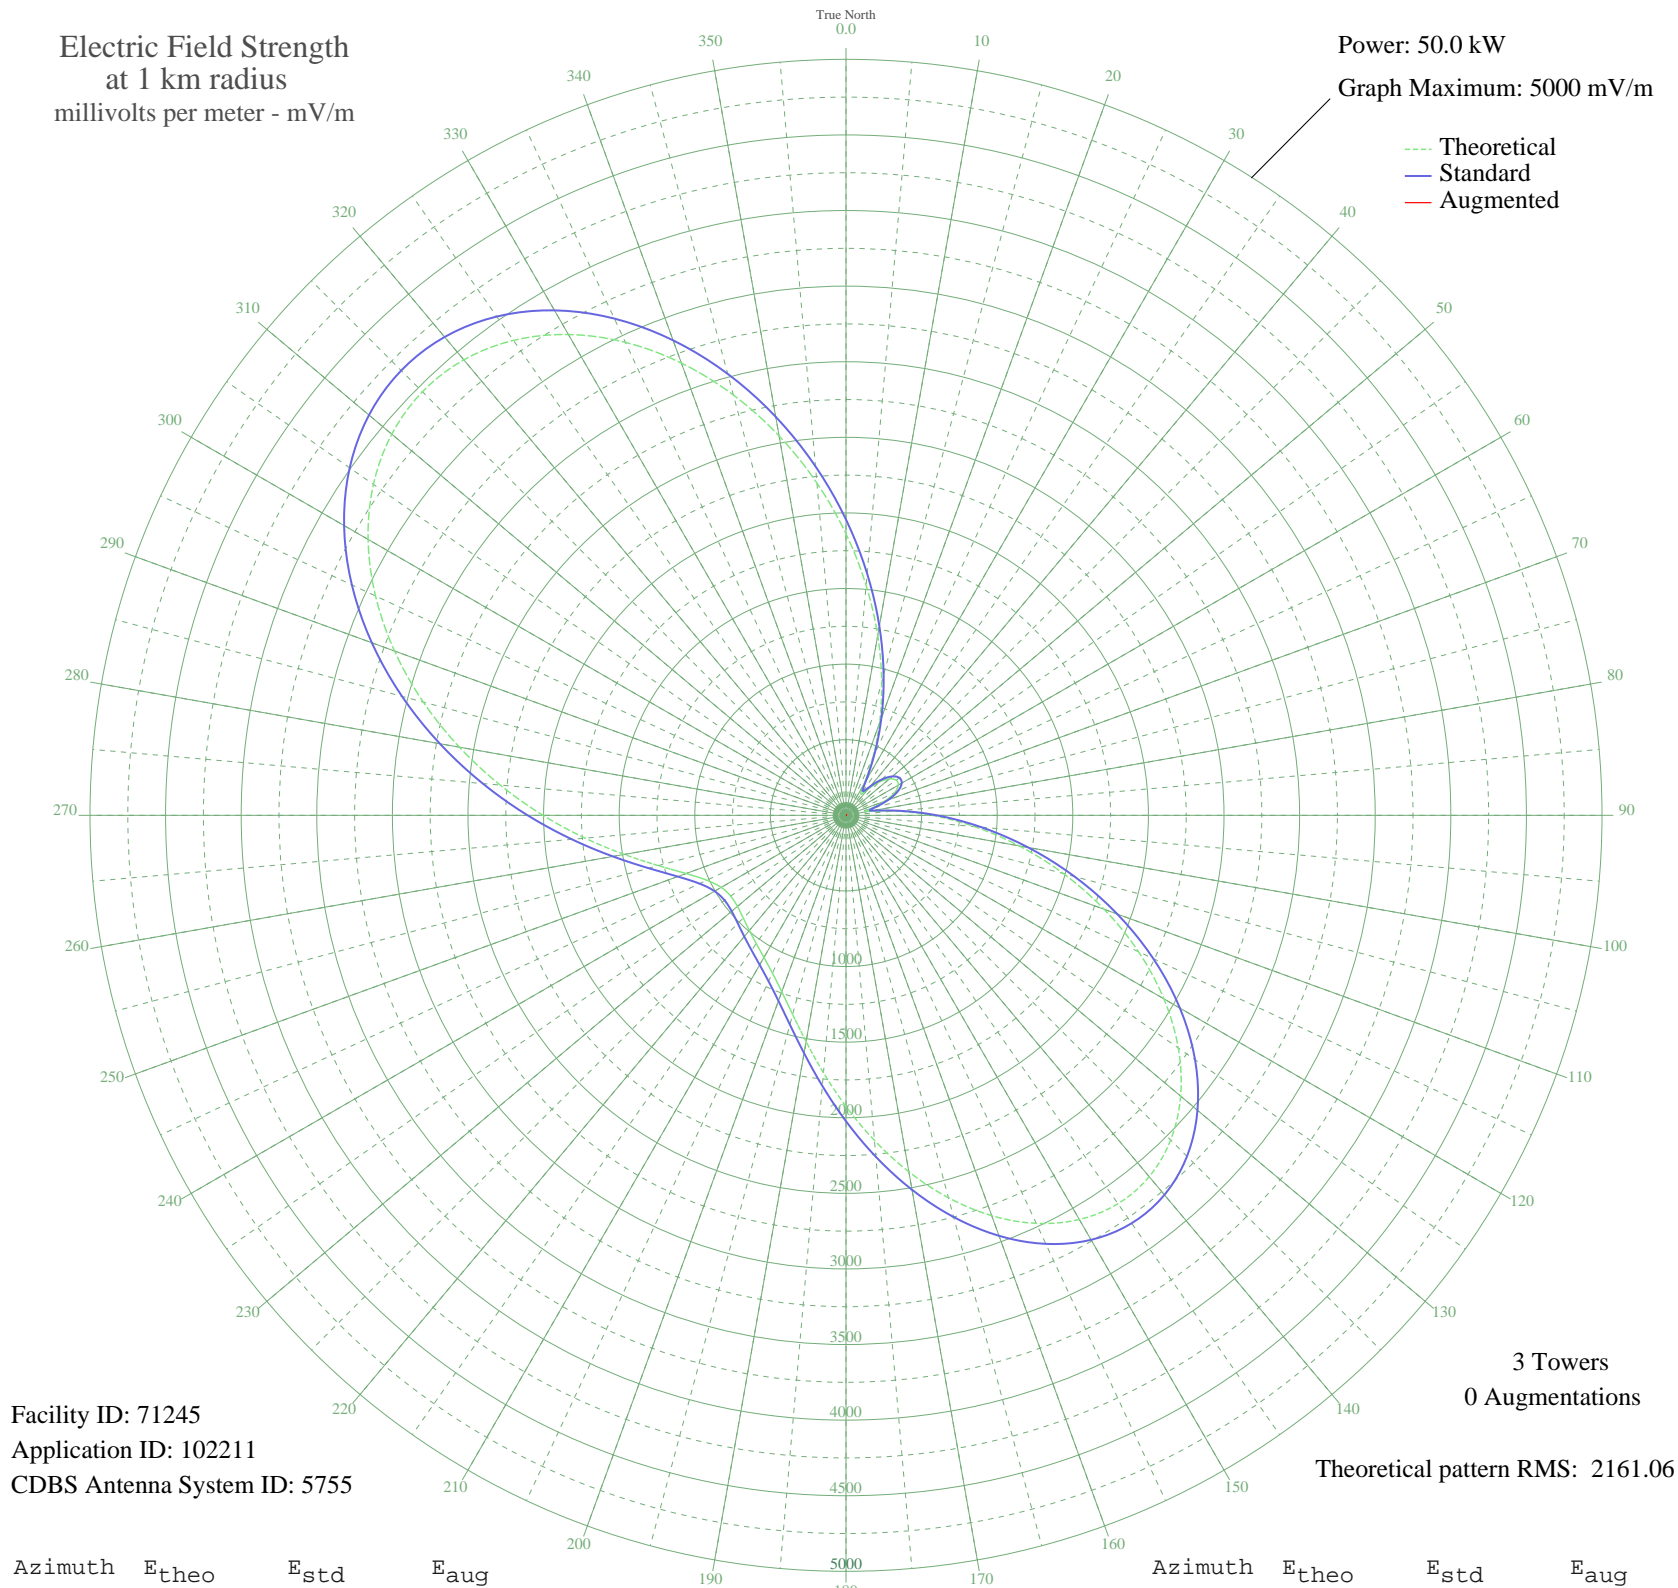 True North
0.0
Electric Field Strength
at 1 km radius
millivolts per meter - mV/m
Power: 50.0 kW
Graph Maximum: 5000 mV/m
Theoretical
Standard
Augmented
10
20
30
40
50
60
70
80
90
100
110
120
130
140
150
160
170
190
200
210
220
230
240
250
260
270
280
290
300
310
320
330
340
350
1000
1500
2000
2500
3000
3500
4000
4500
5000
3 Towers
0 Augmentations
Theoretical pattern RMS: 2161.06
Facility ID: 71245
Application ID: 102211
CDBS Antenna System ID: 5755
Azimuth Etheo Estd Eaug
Azimuth Etheo Estd Eaug